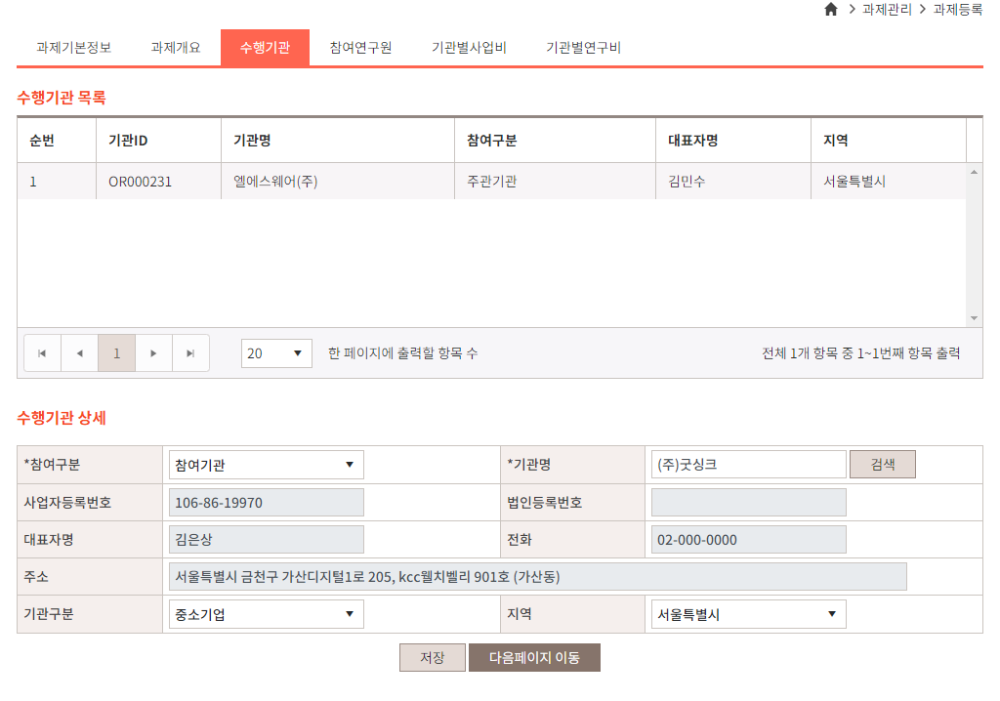 과제관리 > 과제등록
과제기본정보 과제개요 수행기관 참여연구원 기관별사업비 기관별연구비
수행기관 목록
순번 기관ID 기관명 참여구분 대표자명 지역
1 OR000231 엘에스웨어(주) 주관기관 김민수 서울특별시
1 20 한 페이지에 출력할 항목 수 전체 1개 항목 중 1~1번째 항목 출력
수행기관 상세
*참여구분 참여기관 *기관명 (주)굿싱크 검색
사업자등록번호 106-86-19970 법인등록번호
대표자명 김은상 전화 02-000-0000
주소 서울특별시 금천구 가산디지털1로 205, kcc웰치벨리 901호 (가산동)
기관구분 중소기업 지역 서울특별시
저장 다음페이지 이동